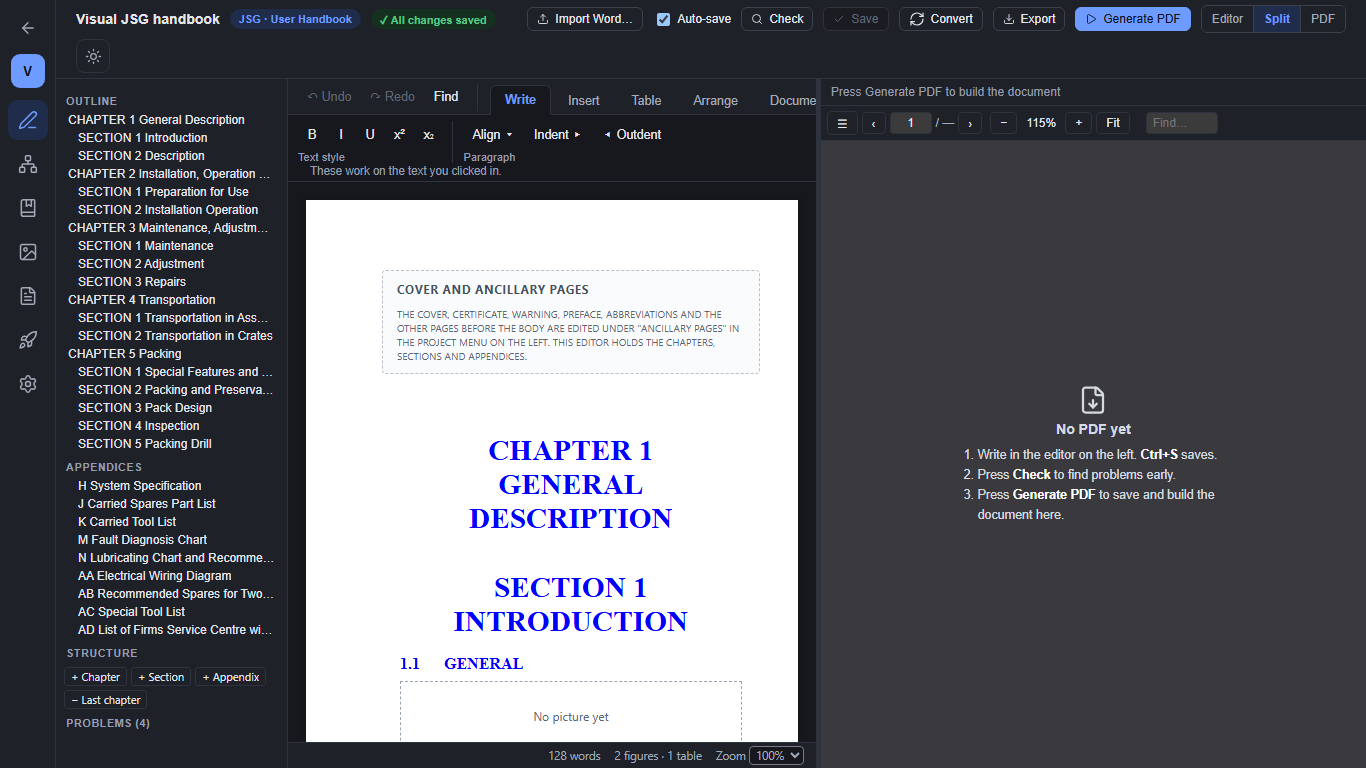 Visual JSG handbook
JSG · User Handbook
✓ All changes saved
Import Word…
Auto-save
Check
Save
Convert
Export
Generate PDF
Editor
Split
PDF
V
OUTLINE
CHAPTER 1 General Description
SECTION 1 Introduction
SECTION 2 Description
CHAPTER 2 Installation, Operation …
SECTION 1 Preparation for Use
SECTION 2 Installation Operation
CHAPTER 3 Maintenance, Adjustm…
SECTION 1 Maintenance
SECTION 2 Adjustment
SECTION 3 Repairs
CHAPTER 4 Transportation
SECTION 1 Transportation in Ass…
SECTION 2 Transportation in Crates
CHAPTER 5 Packing
SECTION 1 Special Features and …
SECTION 2 Packing and Preserva…
SECTION 3 Pack Design
SECTION 4 Inspection
SECTION 5 Packing Drill
APPENDICES
H System Specification
J Carried Spares Part List
K Carried Tool List
M Fault Diagnosis Chart
N Lubricating Chart and Recomme…
AA Electrical Wiring Diagram
AB Recommended Spares for Two…
AC Special Tool List
AD List of Firms Service Centre wi…
STRUCTURE
+ Chapter
+ Section
+ Appendix
− Last chapter
PROBLEMS (4)
↶ Undo
↷ Redo
Find
Write
Insert
Table
Arrange
Docume
B
I
U
x²
x₂
Text style
Align
Indent
Outdent
Paragraph
These work on the text you clicked in.
COVER AND ANCILLARY PAGES
THE COVER, CERTIFICATE, WARNING, PREFACE, ABBREVIATIONS AND THE
OTHER PAGES BEFORE THE BODY ARE EDITED UNDER "ANCILLARY PAGES" IN
THE PROJECT MENU ON THE LEFT. THIS EDITOR HOLDS THE CHAPTERS,
SECTIONS AND APPENDICES.
CHAPTER 1
GENERAL
DESCRIPTION
SECTION 1
INTRODUCTION
1.1 GENERAL
No picture yet
128 words
2 figures · 1 table
Zoom
100%
Press Generate PDF to build the document
☰
‹
1
/ —
›
−
115%
+
Fit
Find…
No PDF yet
1. Write in the editor on the left. Ctrl+S saves.
2. Press Check to find problems early.
3. Press Generate PDF to save and build the
document here.